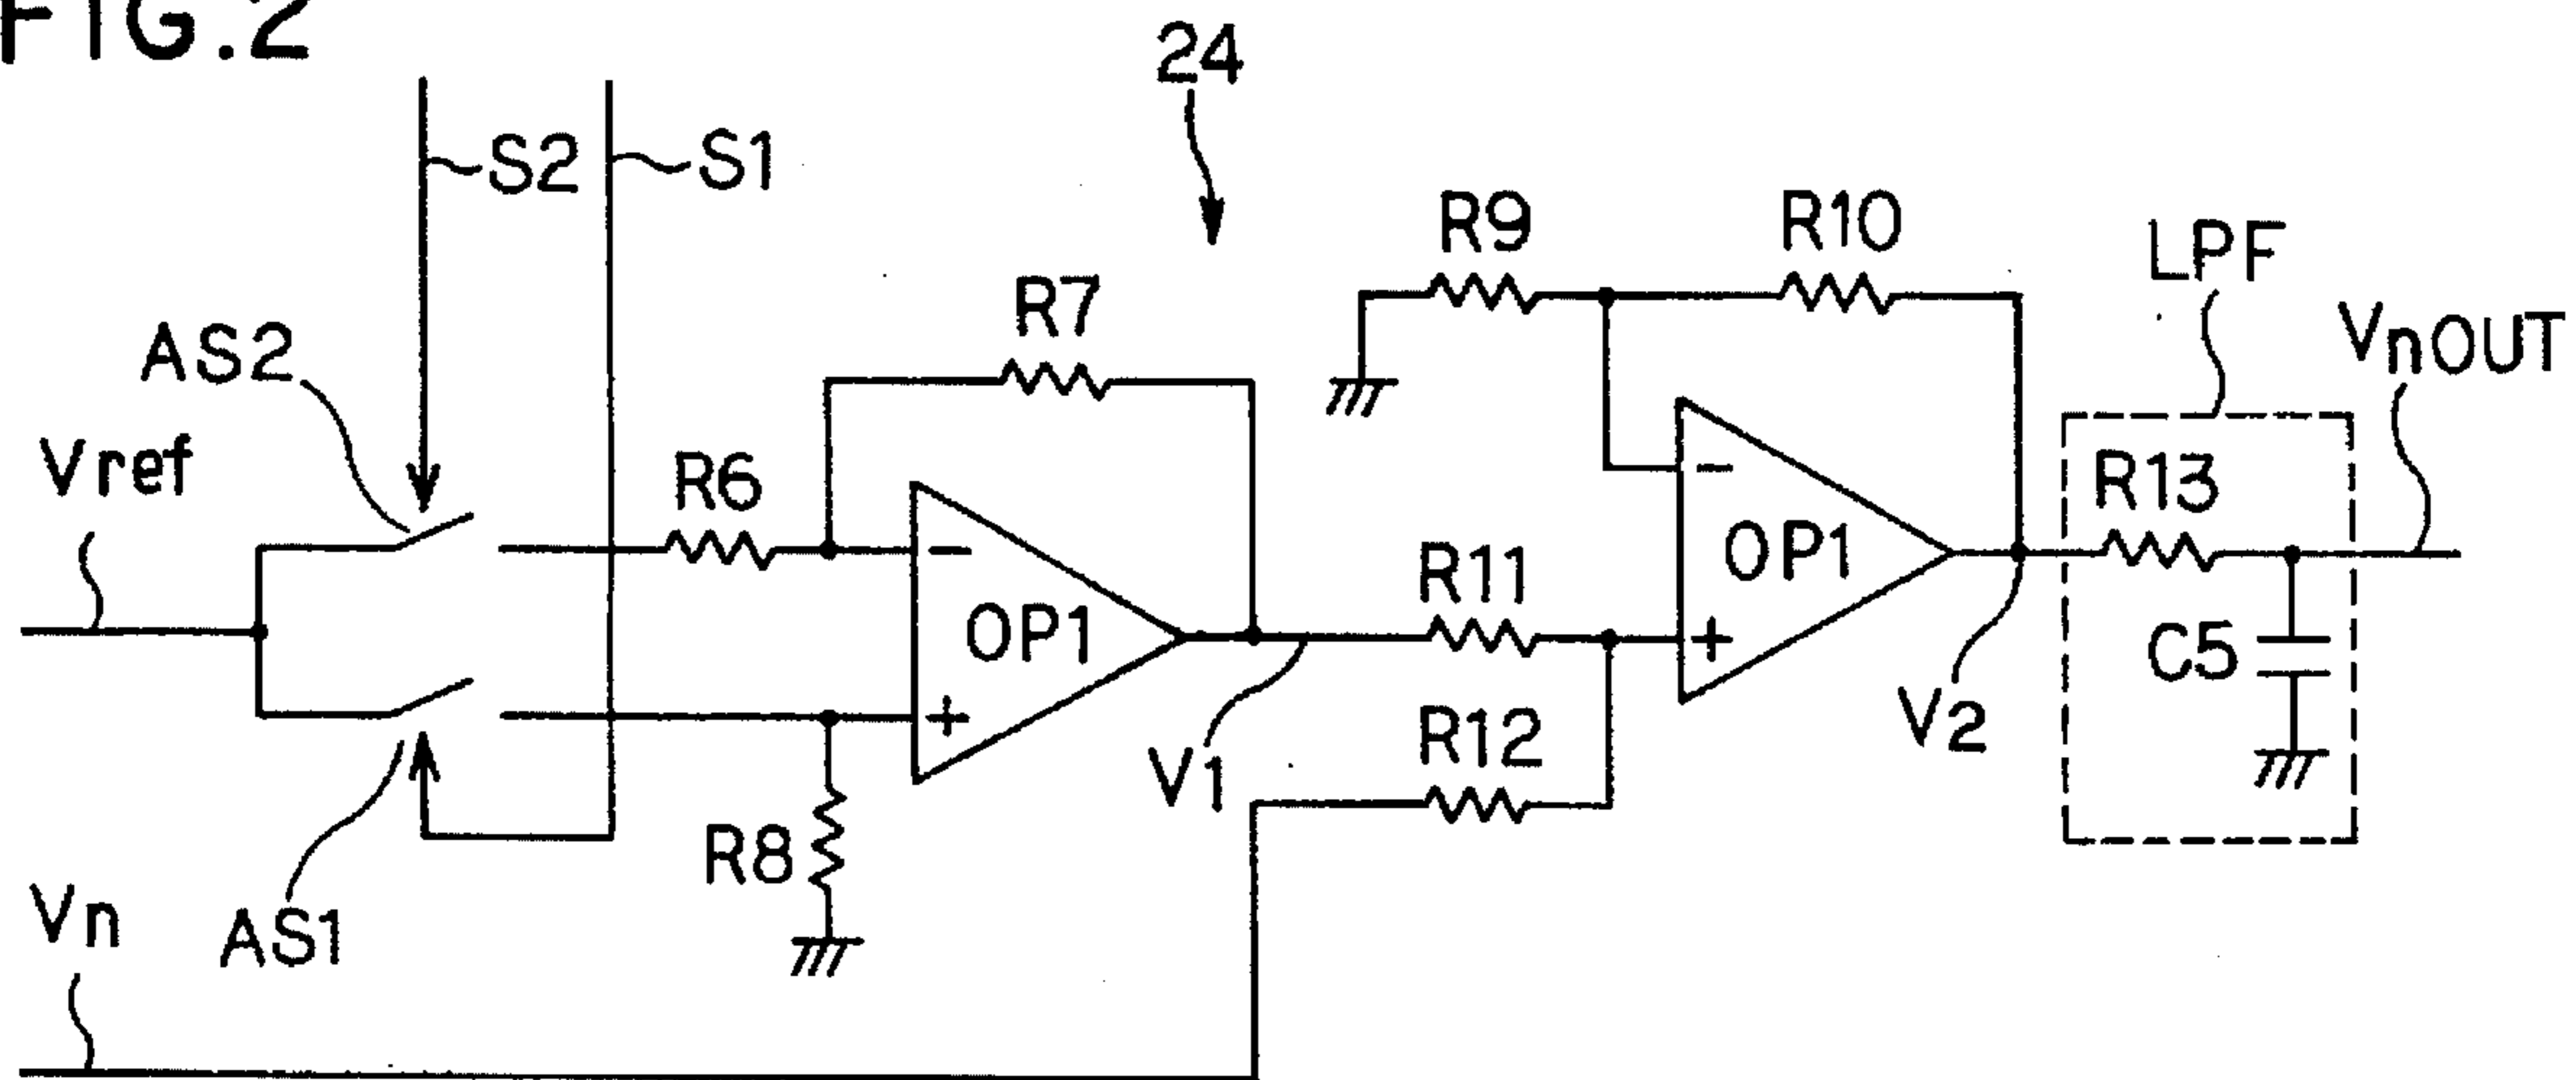 FIG.2
24
S2
S1
R9
R10
LPF
R7
VnOUT
AS2
Vref
R6
R13
-
-
OP1
R11
OP1
+
C5
+
R12
V2
V1
R8
Vn
AS1